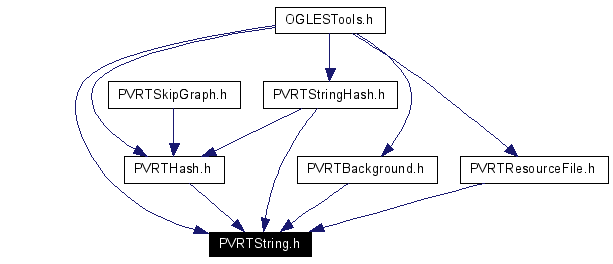 OGLESTools.h
PVRTSkipGraph.h
PVRTStringHash.h
PVRTHash.h
PVRTBackground.h
PVRTResourceFile.h
PVRTString.h